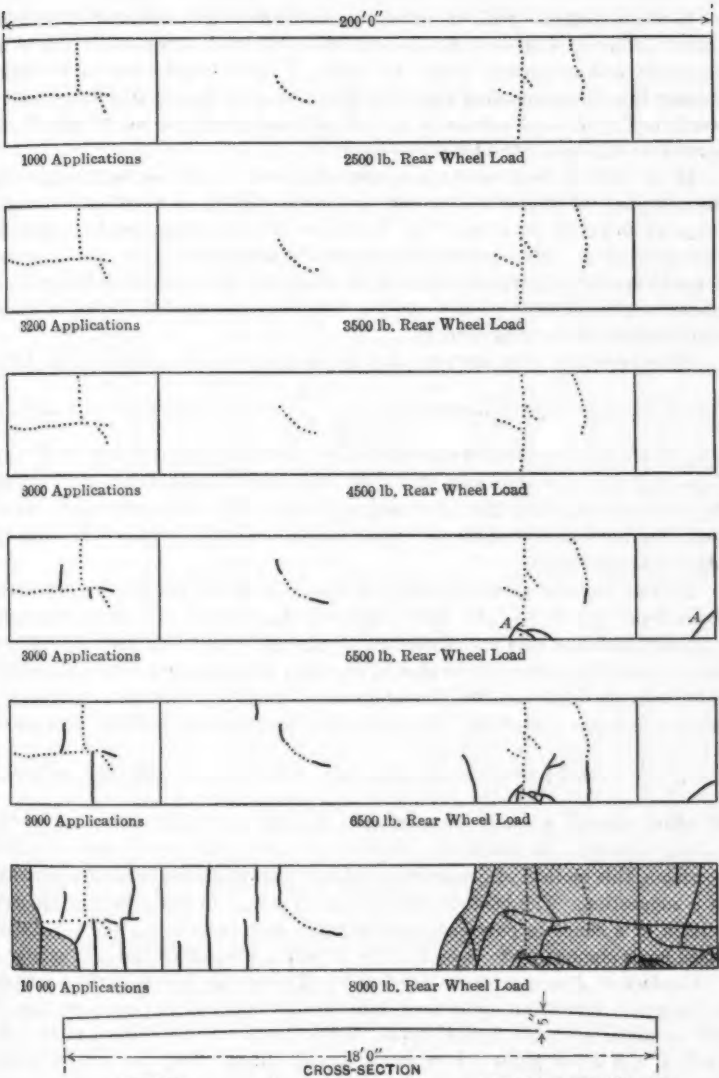 200'0"
1000 Applications 2500 lb. Rear Wheel Load
3200 Applications 3500 lb. Rear Wheel Load
3000 Applications 4500 lb. Rear Wheel Load
A A
3000 Applications 5500 lb. Rear Wheel Load
3000 Applications 6500 lb. Rear Wheel Load
10 000 Applications 8000 lb. Rear Wheel Load
5"
18'0"
CROSS-SECTION